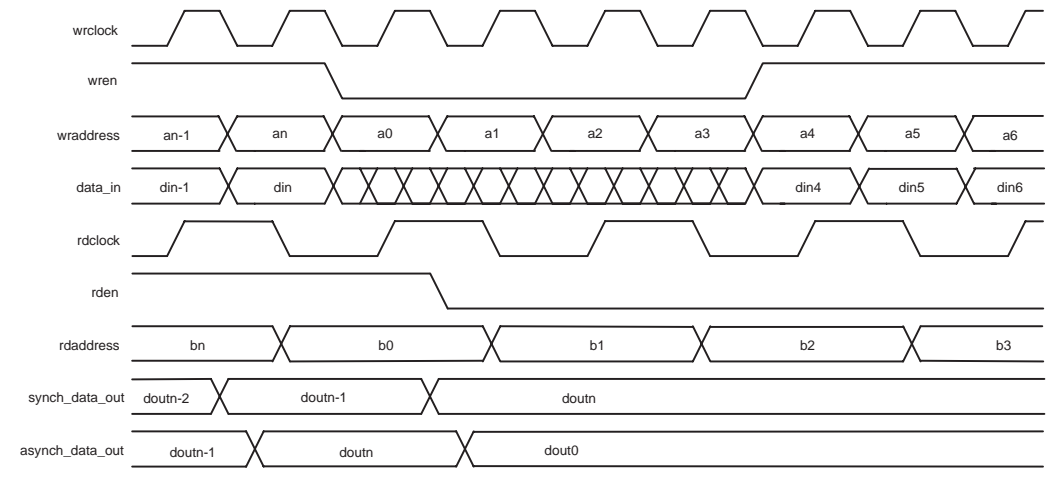 wrclock
wren
wraddress an-1 an a0 a1 a2 a3 a4 a5 a6
data_in din-1 din din4 din5 din6
rdclock
rden
rdaddress bn b0 b1 b2 b3
synch_data_out doutn-2 doutn-1 doutn
asynch_data_out doutn-1 doutn dout0